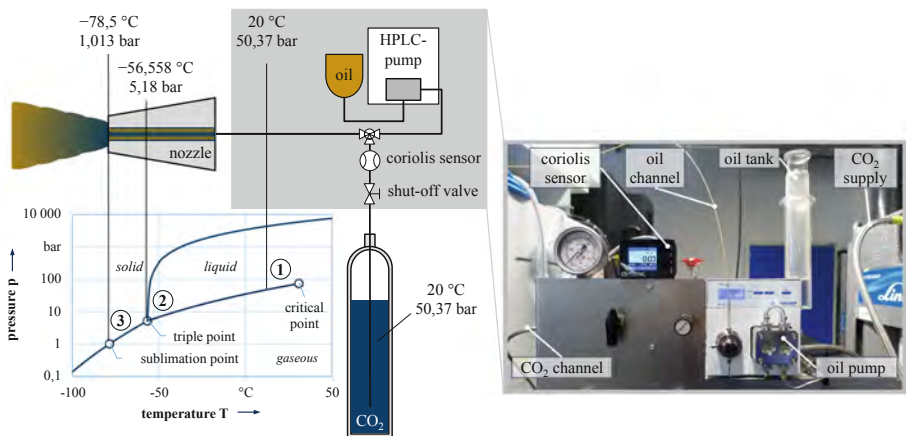 −78,5 °C
1,013 bar
−56,558 °C
5,18 bar
20 °C
50,37 bar
HPLC-
pump
oil
nozzle
coriolis sensor
shut-off valve
10 000
bar
100
10
1
0,1
pressure p
solid
liquid
gaseous
1
2
3
critical
point
triple point
sublimation point
-100
-50
°C
50
temperature T
20 °C
50,37 bar
CO₂
coriolis
sensor
oil
channel
oil tank
CO₂
supply
CO₂ channel
oil pump